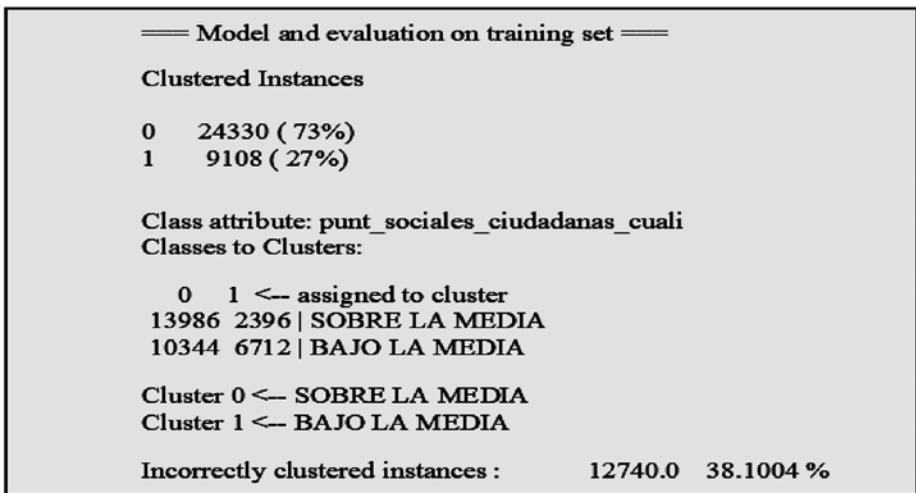 === Model and evaluation on training set ===
Clustered Instances
0 24330 ( 73%)
1 9108 ( 27%)
Class attribute: punt_sociales_ciudadanas_cuali
Classes to Clusters:
0 1 <-- assigned to cluster
13986 2396 | SOBRE LA MEDIA
10344 6712 | BAJO LA MEDIA
Cluster 0 <-- SOBRE LA MEDIA
Cluster 1 <-- BAJO LA MEDIA
Incorrectly clustered instances : 12740.0 38.1004 %